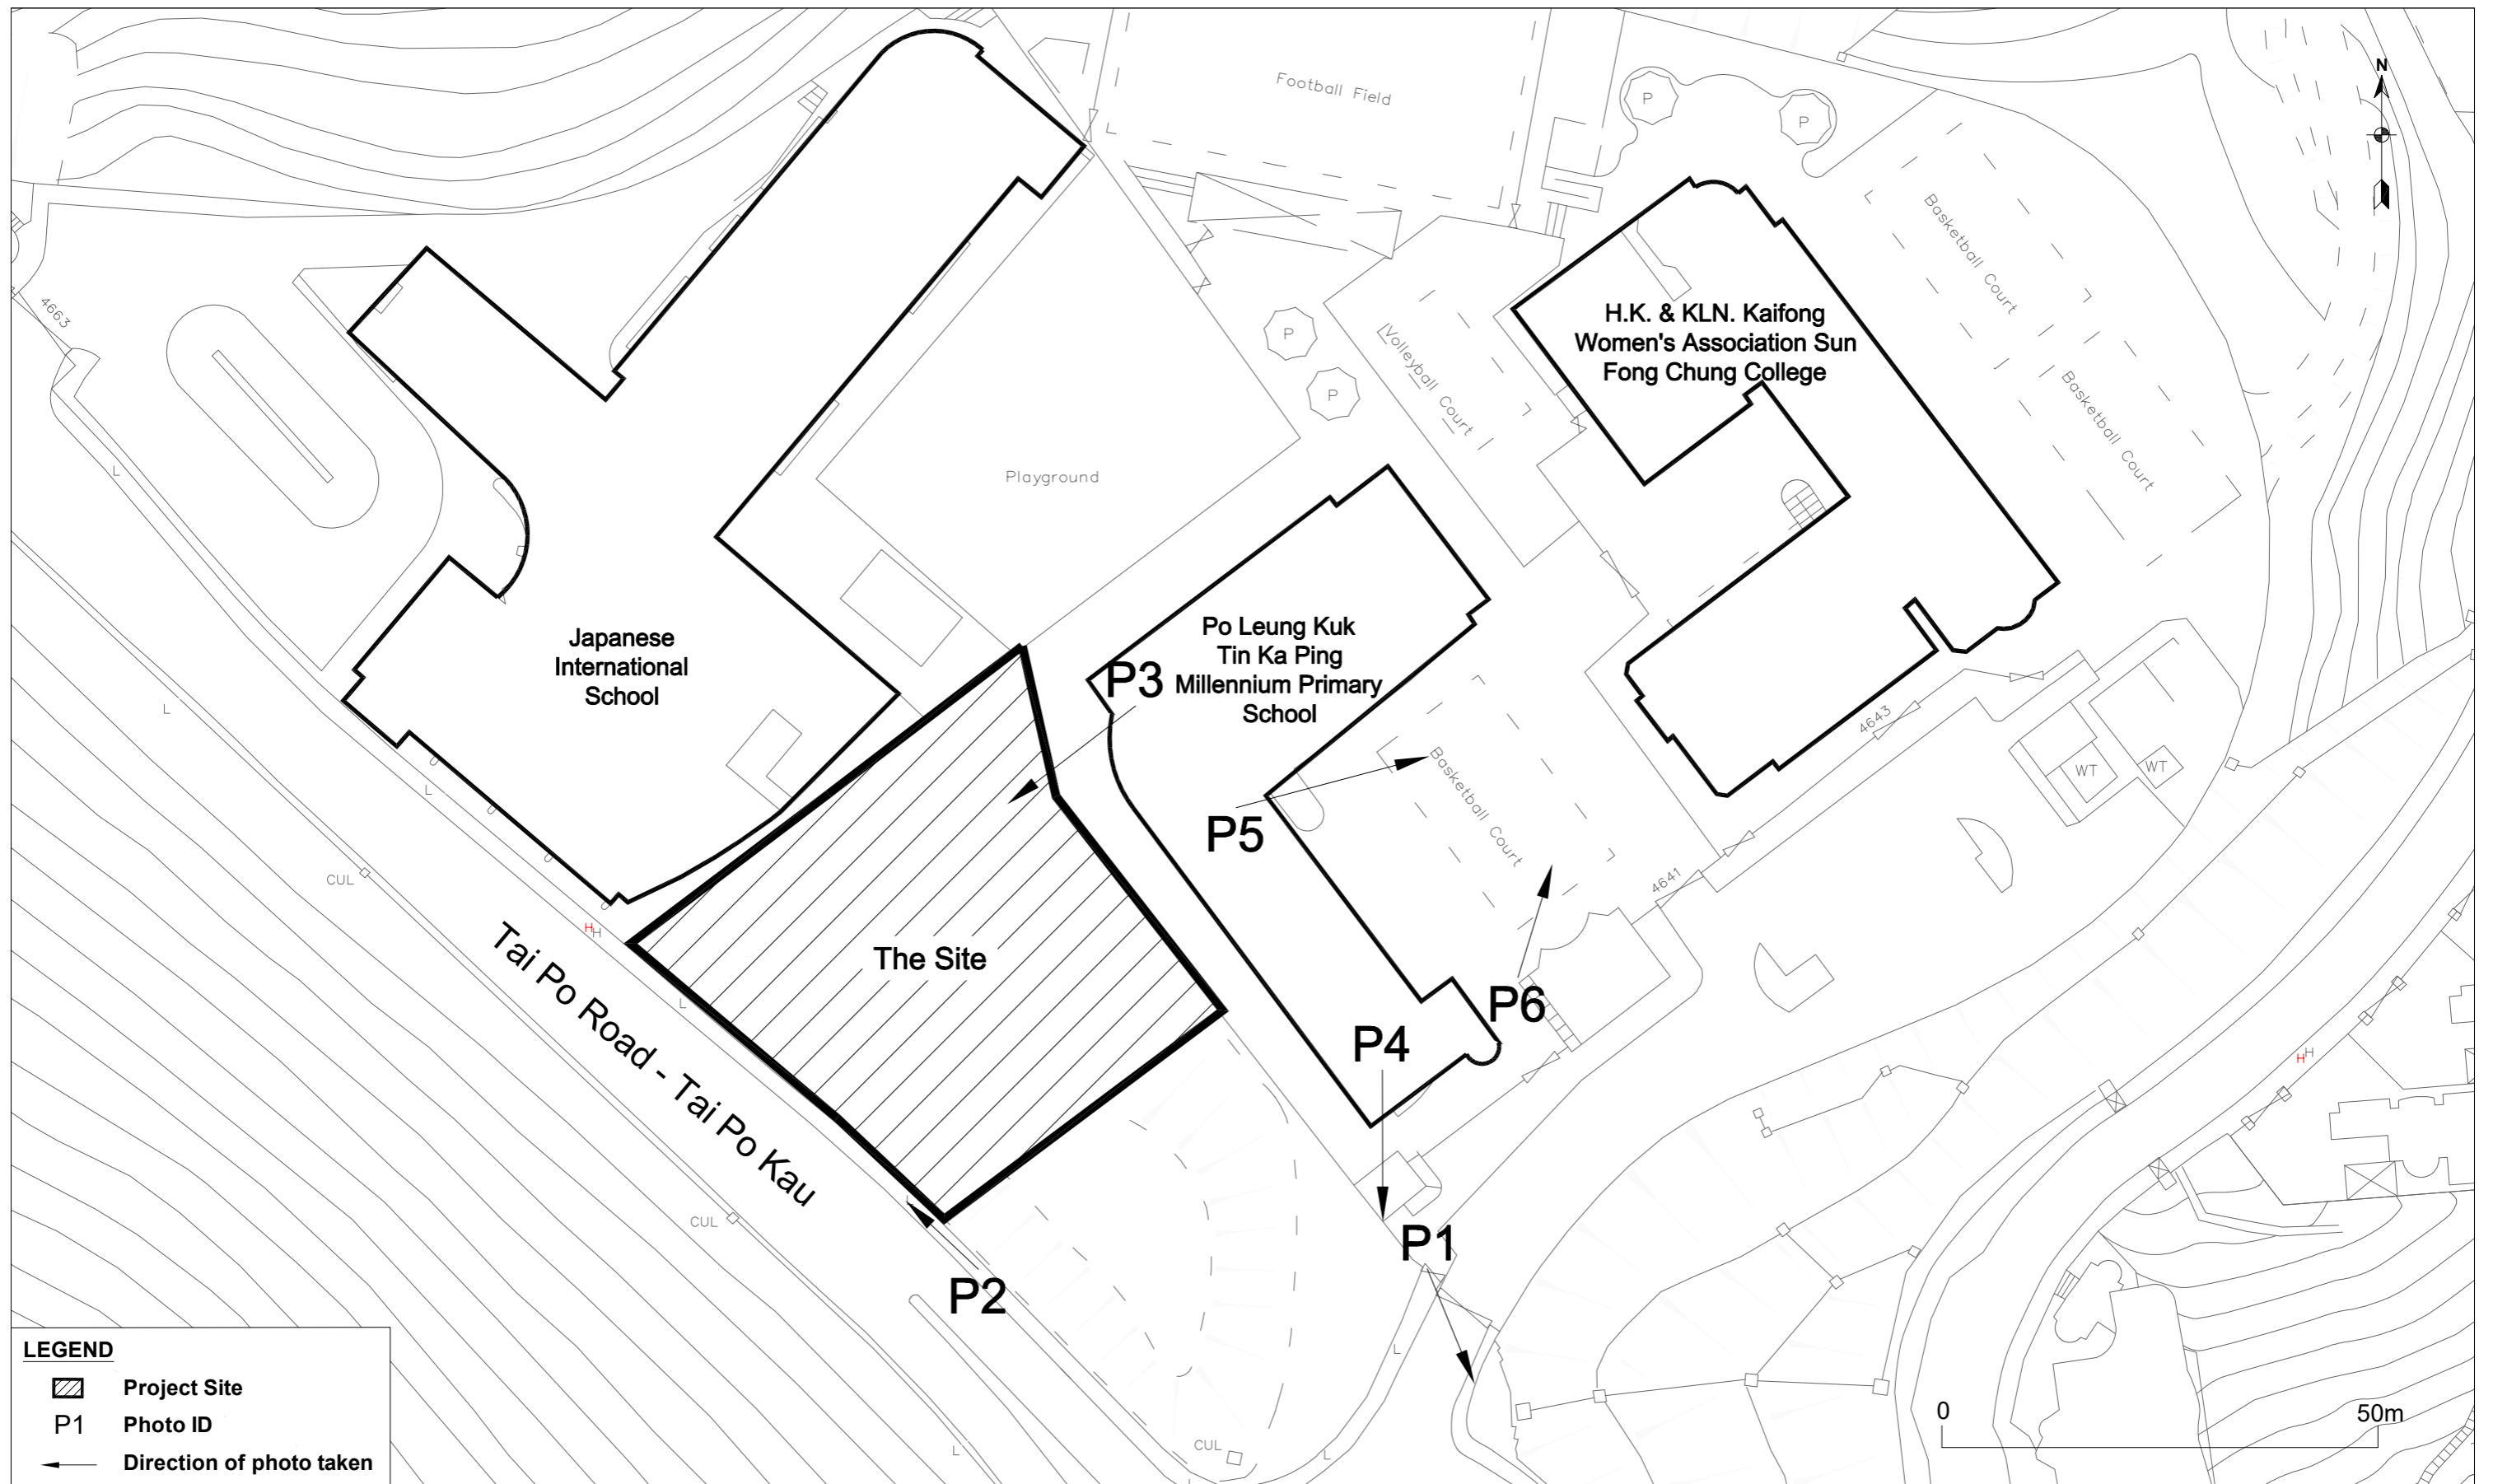 Football Field
P
P
N
Basketball Court
4663
H.K. & KLN. Kaifong
Women's Association Sun
Fong Chung College
P
P
Volleyball Court
Basketball Court
L
Playground
Japanese
International
School
Po Leung Kuk
Tin Ka Ping
Millennium Primary
School
P3
L
4643
WT
WT
L
Basketball Court
P5
CUL
4641
H
H
The Site
Tai Po Road - Tai Po Kau
L
P6
P4
H
H
CUL
L
P1
P2
L
L
CUL
L
L
LEGEND
Project Site
P1 Photo ID
Direction of photo taken
0 50m